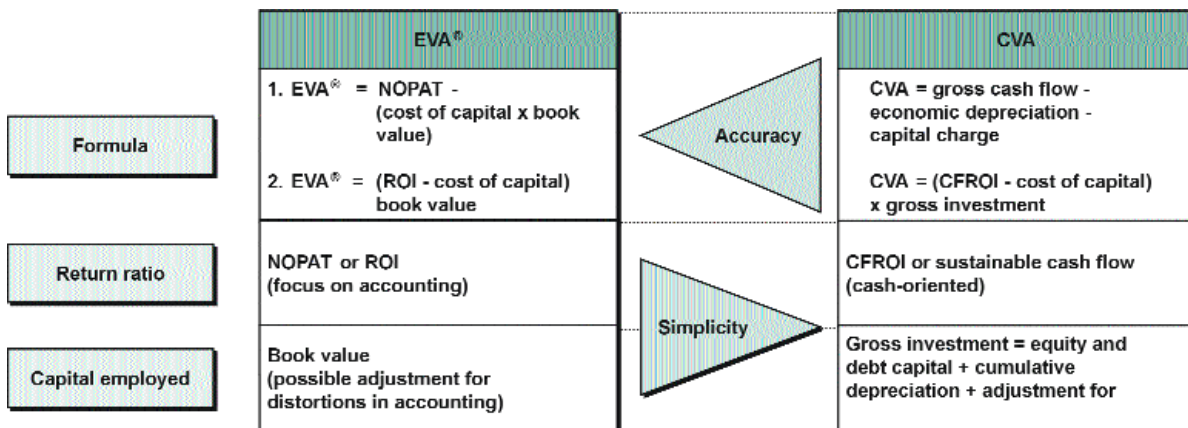 EVA®
CVA
Formula
1. EVA® = NOPAT -
(cost of capital x book
value)
2. EVA® = (ROI - cost of capital)
book value
Accuracy
CVA = gross cash flow -
economic depreciation -
capital charge
CVA = (CFROI - cost of capital)
x gross investment
Return ratio
NOPAT or ROI
(focus on accounting)
Simplicity
CFROI or sustainable cash flow
(cash-oriented)
Capital employed
Book value
(possible adjustment for
distortions in accounting)
Gross investment = equity and
debt capital + cumulative
depreciation + adjustment for